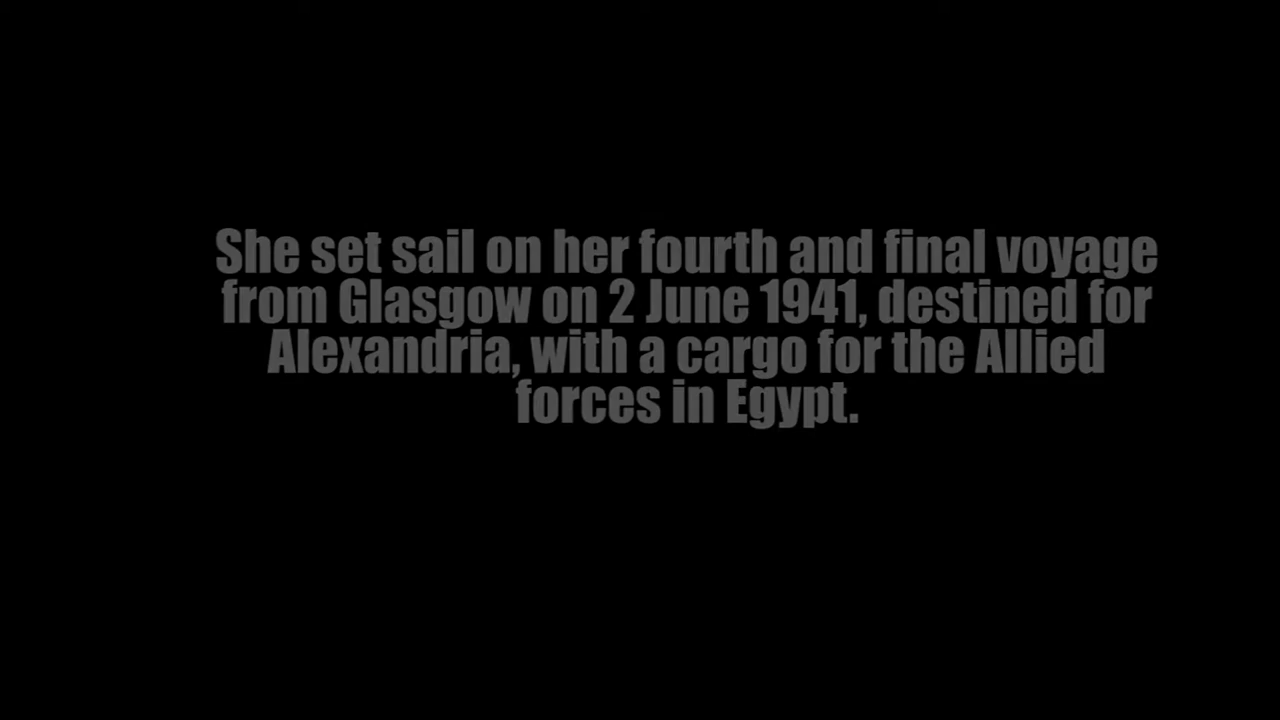 She set sail on her fourth and final voyage
from Glasgow on 2 June 1941, destined for
Alexandria, with a cargo for the Allied
forces in Egypt.